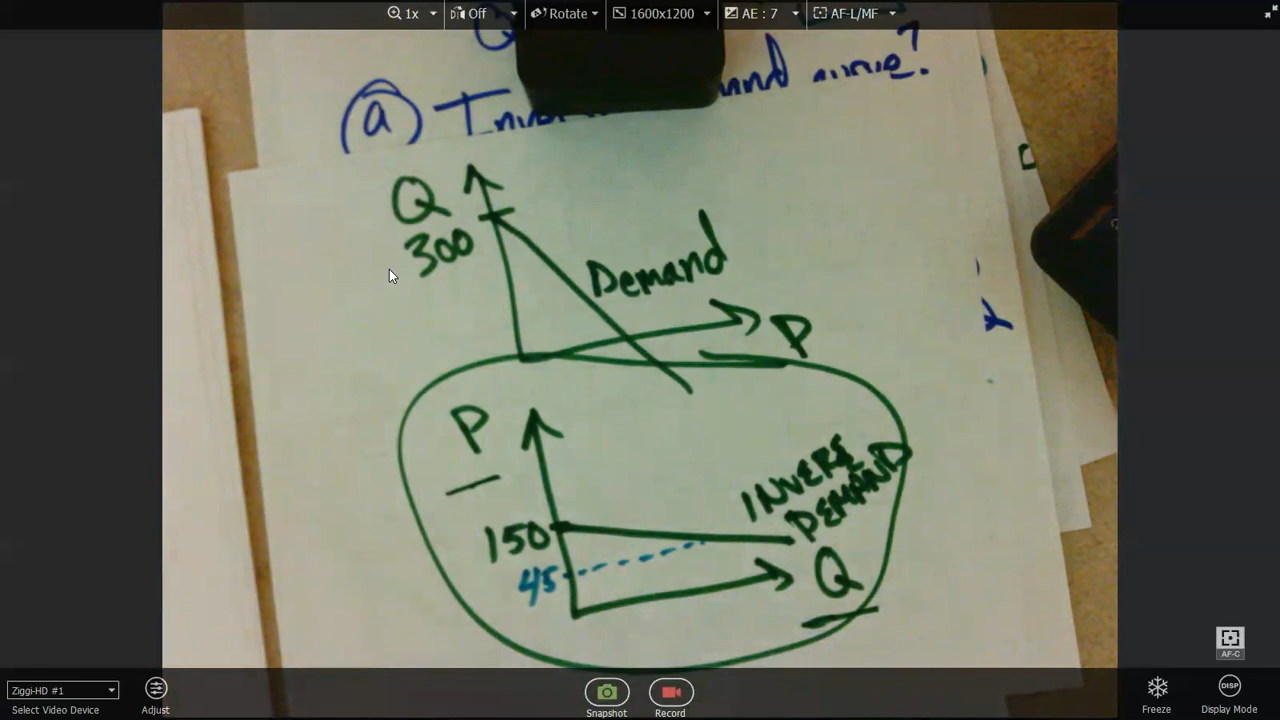 1x Off Rotate 1600x1200 AE : 7 AF-L/MF
Q
a
Q
300
Demand
P
P
INVERE
DEMAND
150
45
Q
AF-C
Ziggi-HD #1
Select Video Device
Adjust
Snapshot
Record
Freeze
Display Mode